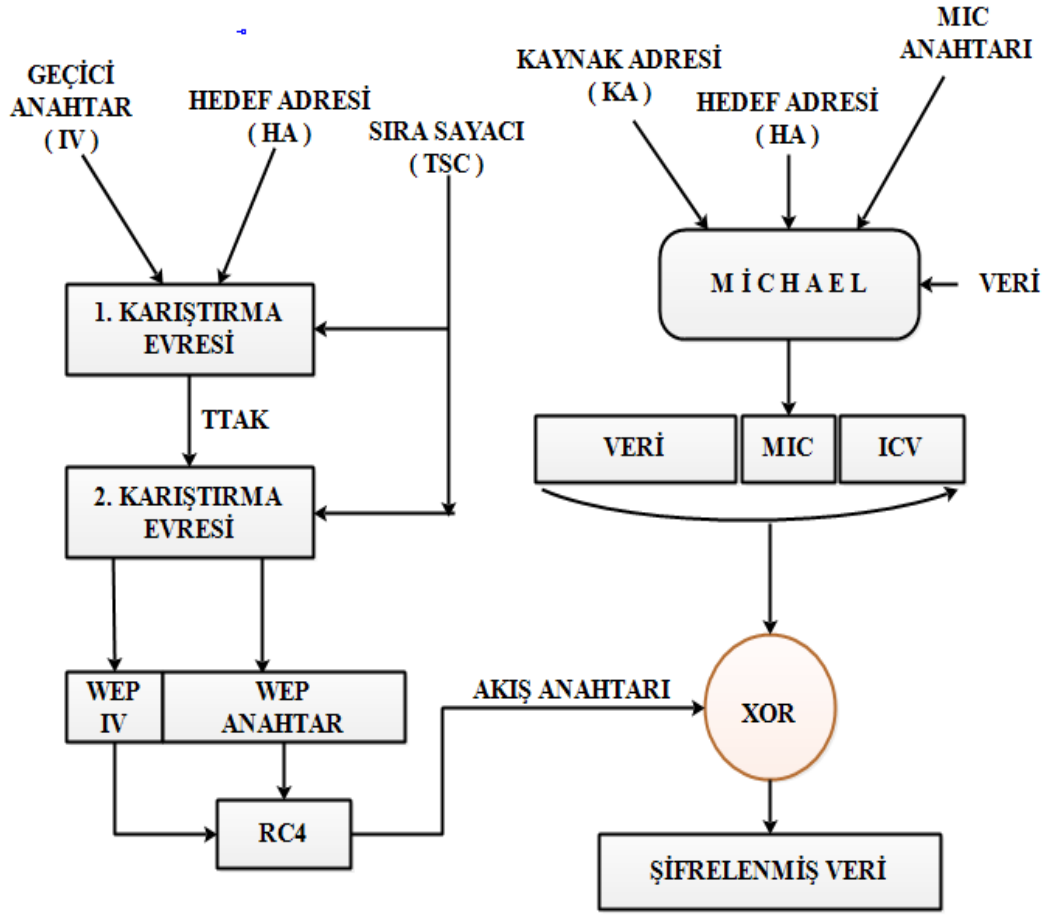 GEÇİCİ
ANAHTAR
( IV )
HEDEF ADRESİ
( HA )
SIRA SAYACI
( TSC )
1. KARIŞTIRMA
EVRESİ
TTAK
2. KARIŞTIRMA
EVRESİ
WEP
IV
WEP
ANAHTAR
RC4
AKIŞ ANAHTARI
KAYNAK ADRESİ
( KA )
HEDEF ADRESİ
( HA )
MIC
ANAHTARI
M İ C H A E L
VERİ
VERİ
MIC
ICV
XOR
ŞİFRELENMİŞ VERİ